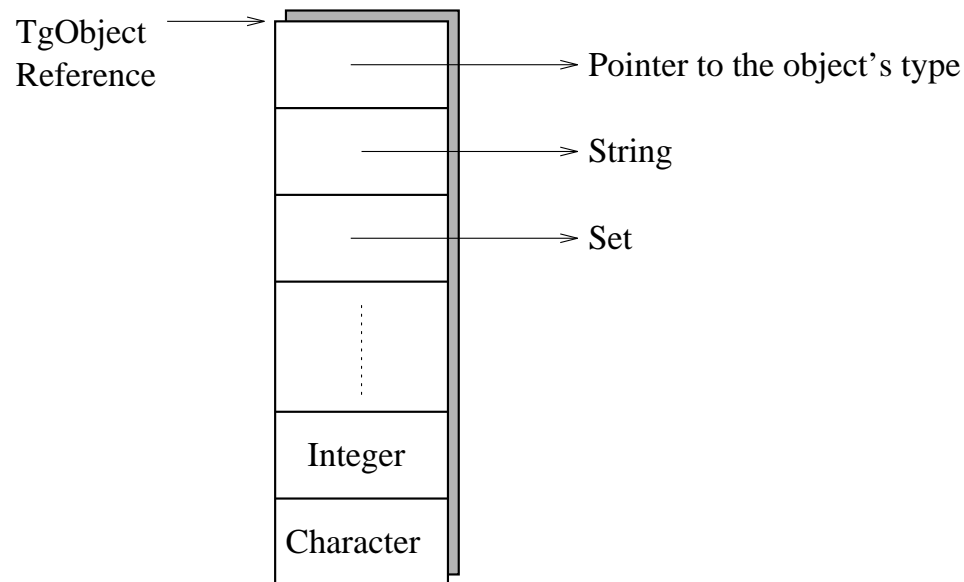 TgObject
Reference
Pointer to the object's type
String
Set
Integer
Character